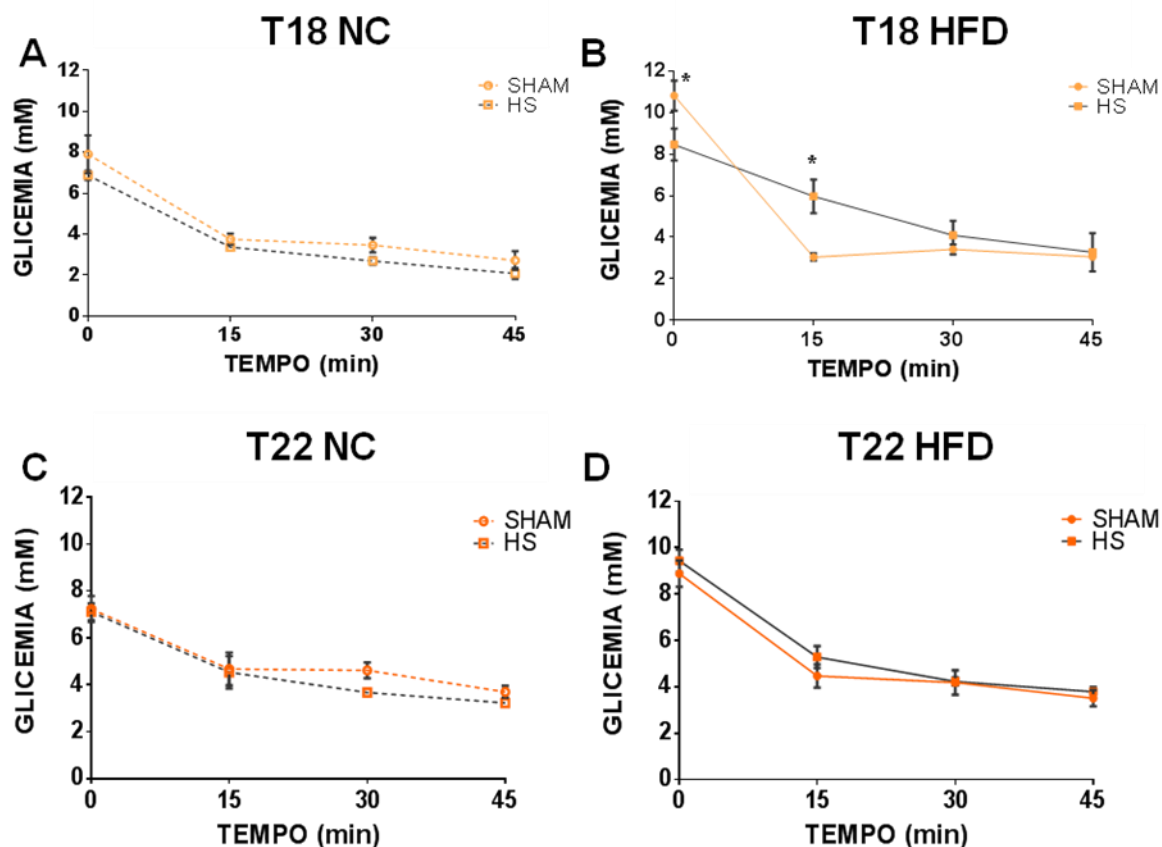 A
T18 NC
SHAM
HS
GLICEMIA (mM)
12
10
8
6
4
2
0
0 15 30 45
TEMPO (min)
B
T18 HFD
SHAM
HS
GLICEMIA (mM)
12
10
8
6
4
2
0
*
*
0 15 30 45
TEMPO (min)
C
T22 NC
SHAM
HS
GLICEMIA (mM)
12
10
8
6
4
2
0
0 15 30 45
TEMPO (min)
D
T22 HFD
SHAM
HS
GLICEMIA (mM)
12
10
8
6
4
2
0
0 15 30 45
TEMPO (min)